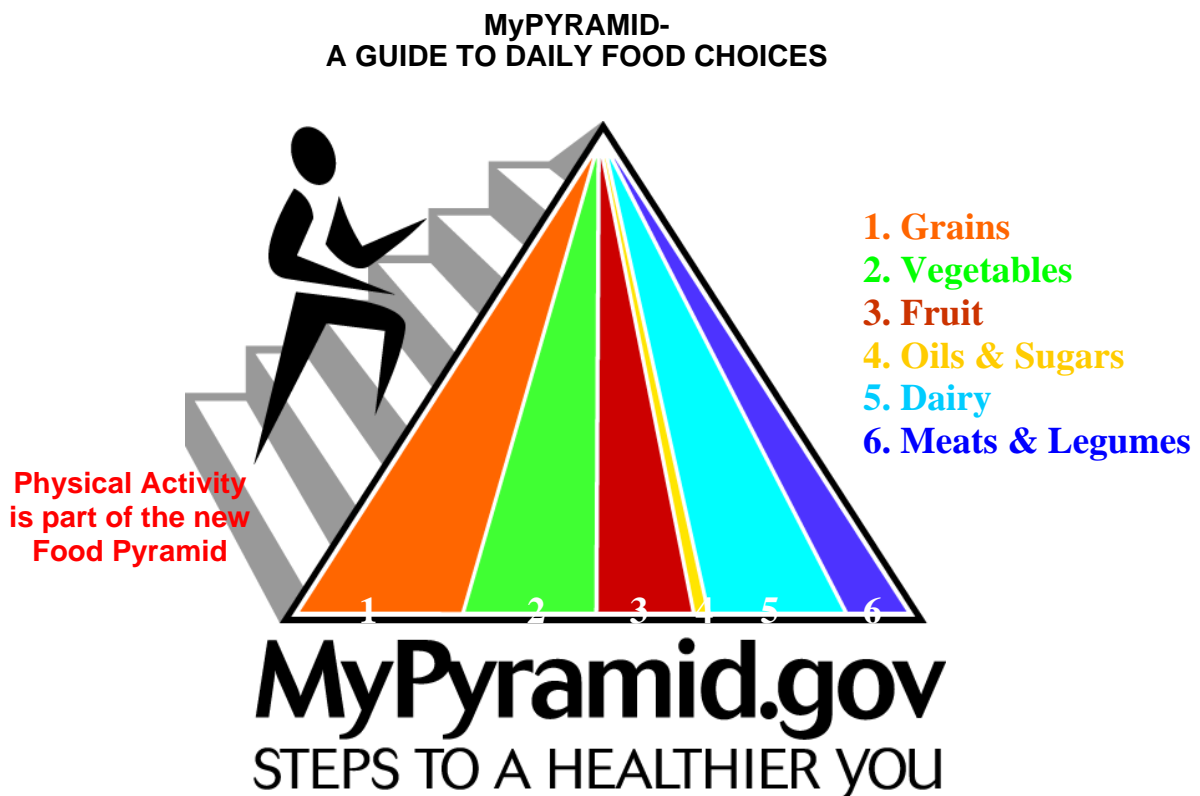 MyPYRAMID-
A GUIDE TO DAILY FOOD CHOICES
1. Grains
2. Vegetables
3. Fruit
4. Oils & Sugars
5. Dairy
6. Meats & Legumes
Physical Activity
is part of the new
Food Pyramid
1 2 3 4 5 6
MyPyramid.gov
STEPS TO A HEALTHIER YOU